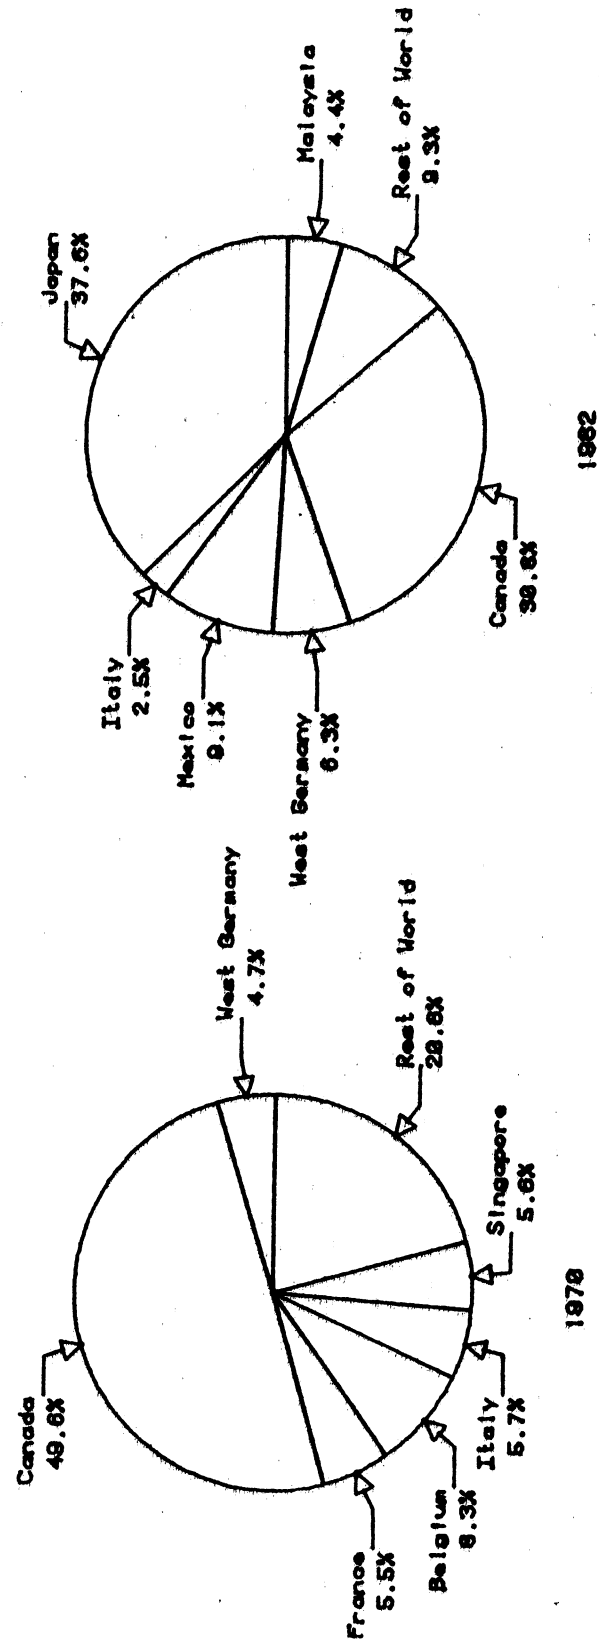 Canada
49.6%
West Germany
4.7%
Rest of World
20.6%
Singapore
5.6%
Italy
5.7%
Belgium
8.3%
France
5.5%
1970
Japan
37.6%
Malaysia
4.4%
Rest of World
9.3%
Canada
30.8%
West Germany
6.3%
Mexico
9.1%
Italy
2.5%
1982